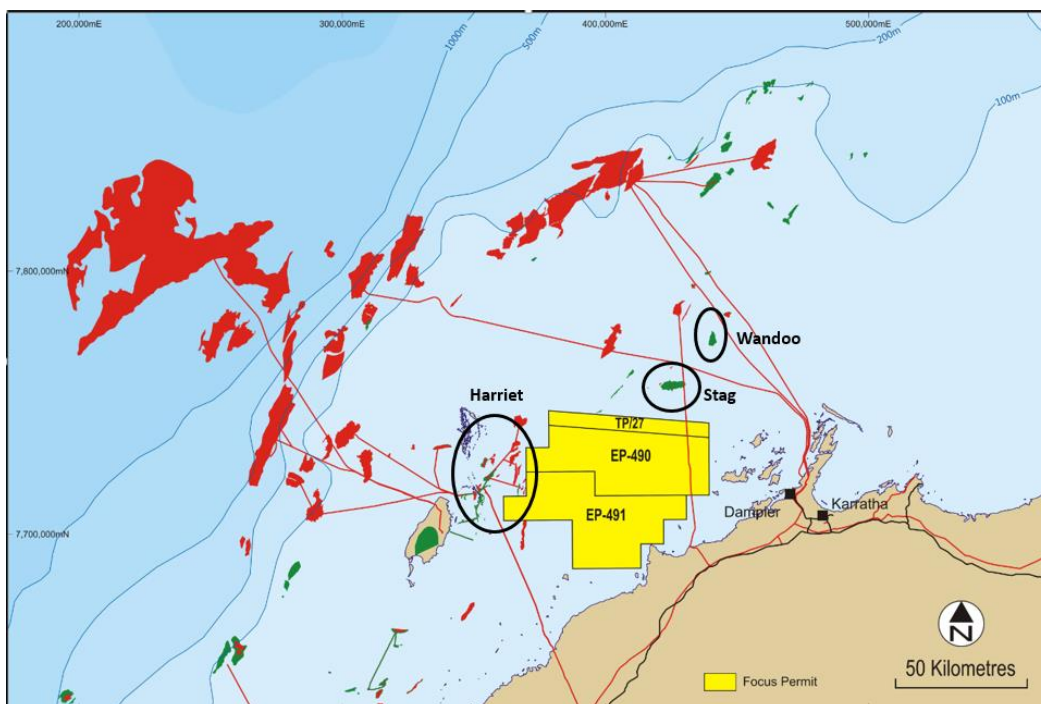 200,000mE
300,000mE
400,000mE
500,000mE
1000m
500m
200m
100m
7,800,000mN
Wandoo
Harriet
Stag
TP/27
EP-490
EP-491
Dampier
Karratha
7,700,000mN
N
50 Kilometres
Focus Permit